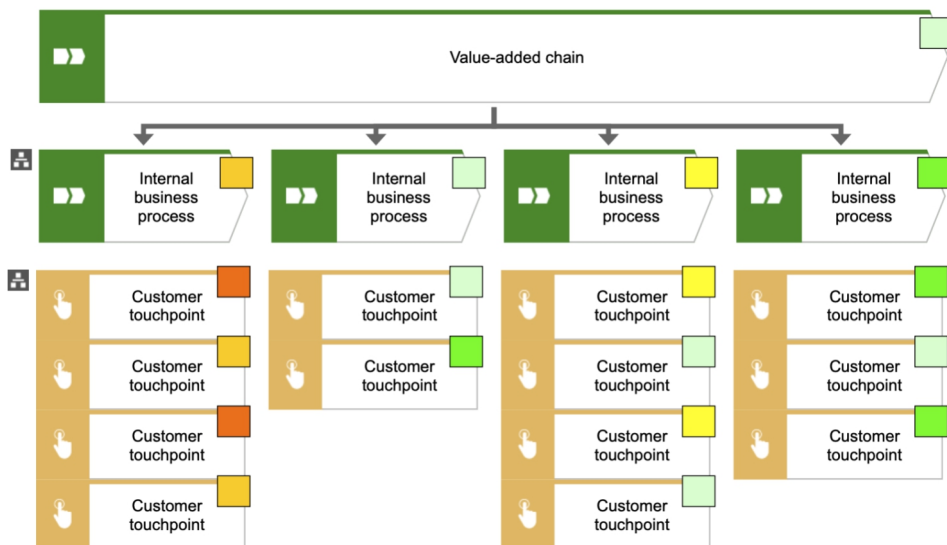 Value-added chain
Internal
business
process
Internal
business
process
Internal
business
process
Internal
business
process
Customer
touchpoint
Customer
touchpoint
Customer
touchpoint
Customer
touchpoint
Customer
touchpoint
Customer
touchpoint
Customer
touchpoint
Customer
touchpoint
Customer
touchpoint
Customer
touchpoint
Customer
touchpoint
Customer
touchpoint
Customer
touchpoint